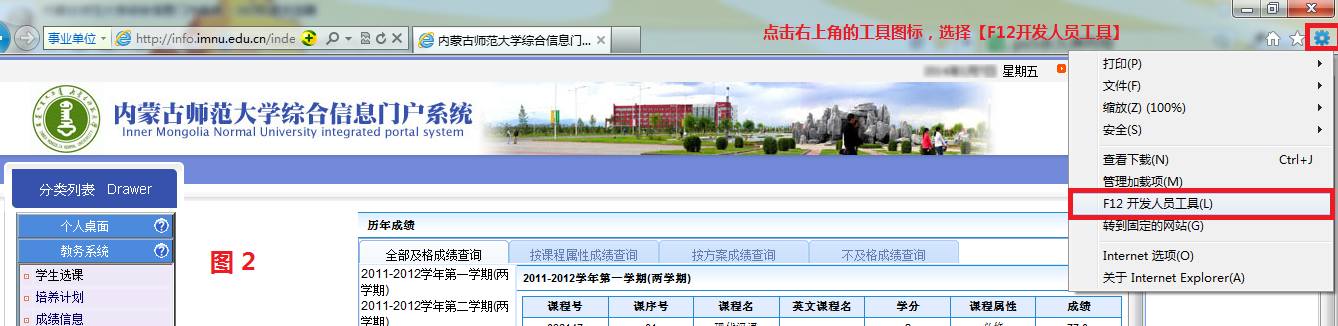 点击右上角的工具图标，选择【F12开发人员工具】
事业单位
http://info.imnu.edu.cn/inde
内蒙古师范大学综合信息门...
星期五
内蒙古师范大学综合信息门户系统
Inner Mongolia Normal University integrated portal system
打印(P)
文件(F)
缩放(Z) (100%)
安全(S)
查看下载(N) Ctrl+J
管理加载项(M)
F12 开发人员工具(L)
转到固定的网站(G)
Internet 选项(O)
关于 Internet Explorer(A)
分类列表 Drawer
个人桌面
教务系统
学生选课
培养计划
成绩信息
图 2
历年成绩
全部及格成绩查询 按课程属性成绩查询 按方案成绩查询 不及格成绩查询
2011-2012学年第一学期(两
学期)
2011-2012学年第二学期(两
学期)
2011-2012学年第一学期(两学期)
课程号 课序号 课程名 英文课程名 学分 课程属性 成绩